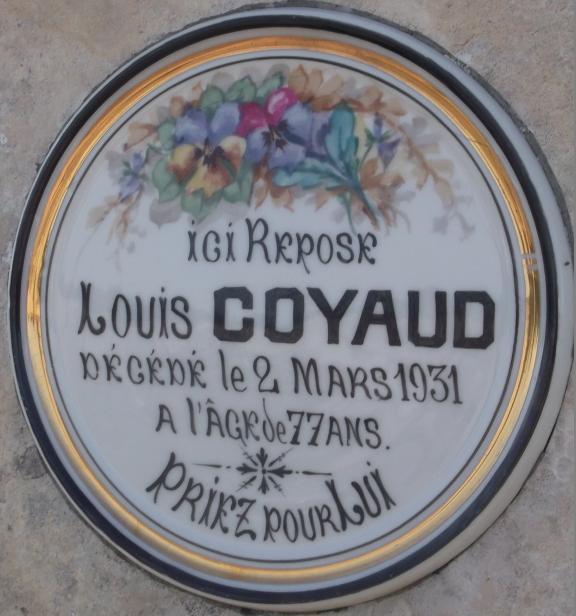 ici Repose
Louis COYAUD
DÉCÉDÉ le 2 MARS 1931
A l'ÂGE de 77 ANS.
PRiEZ POUR LUI